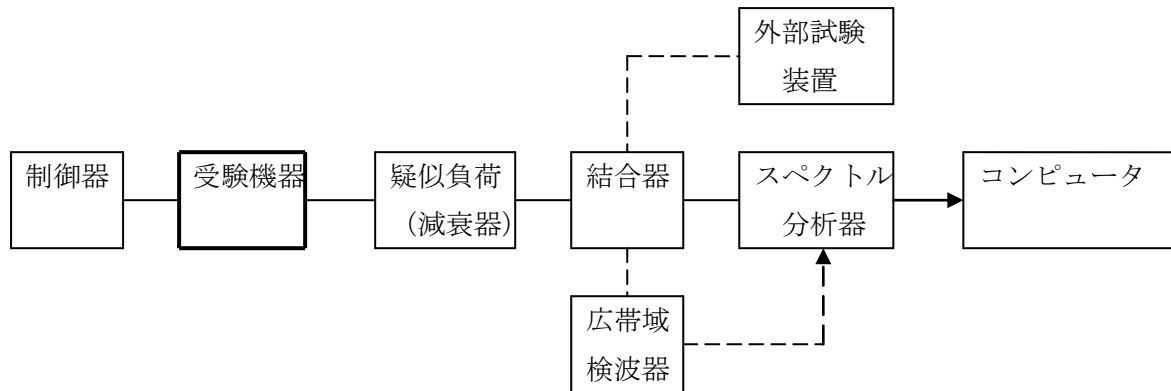 外部試験
装置
制御器
受験機器
疑似負荷
（減衰器）
結合器
スペクトル
分析器
コンピュータ
広帯域
検波器